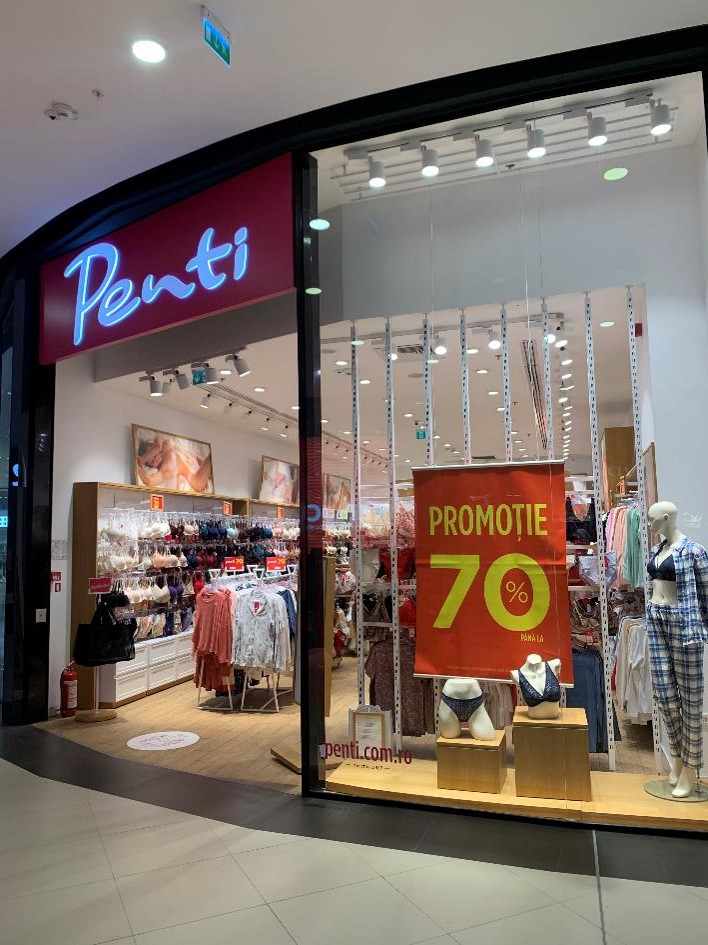 Penti
PROMOȚIE
70
%
PÂNĂ LA
penti.com.ro